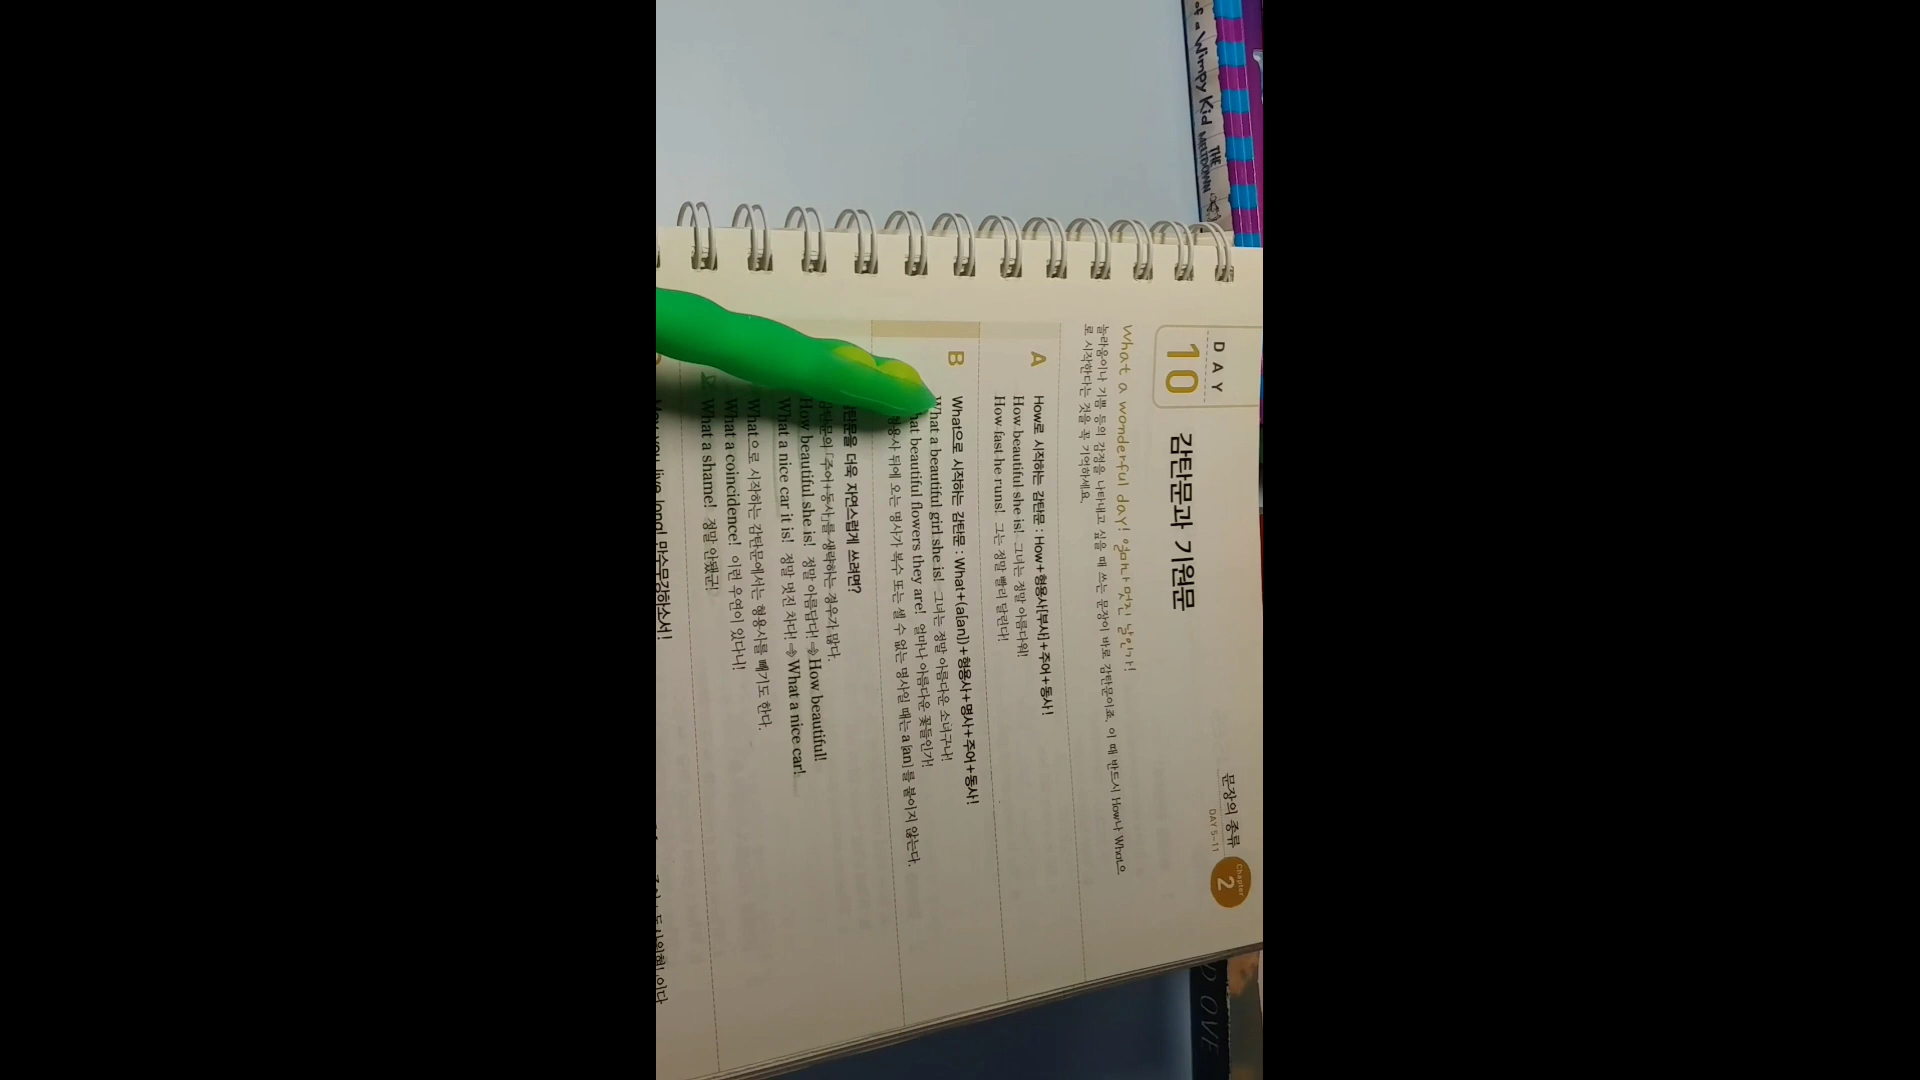 of a Wimpy Kid THE MELTDOWN
DAY
10
감탄문과 기원문
문장의 종류
DAY 5~11
Chapter
2
What a wonderful day! 얼마나 멋진 날인가!
놀라움이나 기쁨 등의 감정을 나타내고 싶을 때 쓰는 문장이 바로 감탄문이죠. 이 때 반드시 How나 What으
로 시작한다는 것을 꼭 기억하세요.
A How로 시작하는 감탄문 : How+형용사[부사]+주어+동사!
How beautiful she is! 그녀는 정말 아름다워!
How fast he runs! 그는 정말 빨리 달린다!
B What으로 시작하는 감탄문 : What+(a[an])+형용사+명사+주어+동사!
What a beautiful girl she is! 그녀는 정말 아름다운 소녀구나!
beautiful flowers they are! 얼마나 아름다운 꽃들인가!
뒤에 오는 명사가 복수 또는 셀 수 없는 명사일 때는 a [an]를 붙이지 않는다.
더욱 자연스럽게 쓰려면?
「주어+동사」를 생략하는 경우가 많다.
How beautiful she is! 정말 아름답다! ⇨ How beautiful!
What a nice car it is! 정말 멋진 차다! ⇨ What a nice car!
What으로 시작하는 감탄문에서는 형용사를 빼기도 한다.
What a coincidence! 이런 우연이 있다니!
What a shame! 정말 안됐군!
May you live long! 만수무강하소서!
D OVE